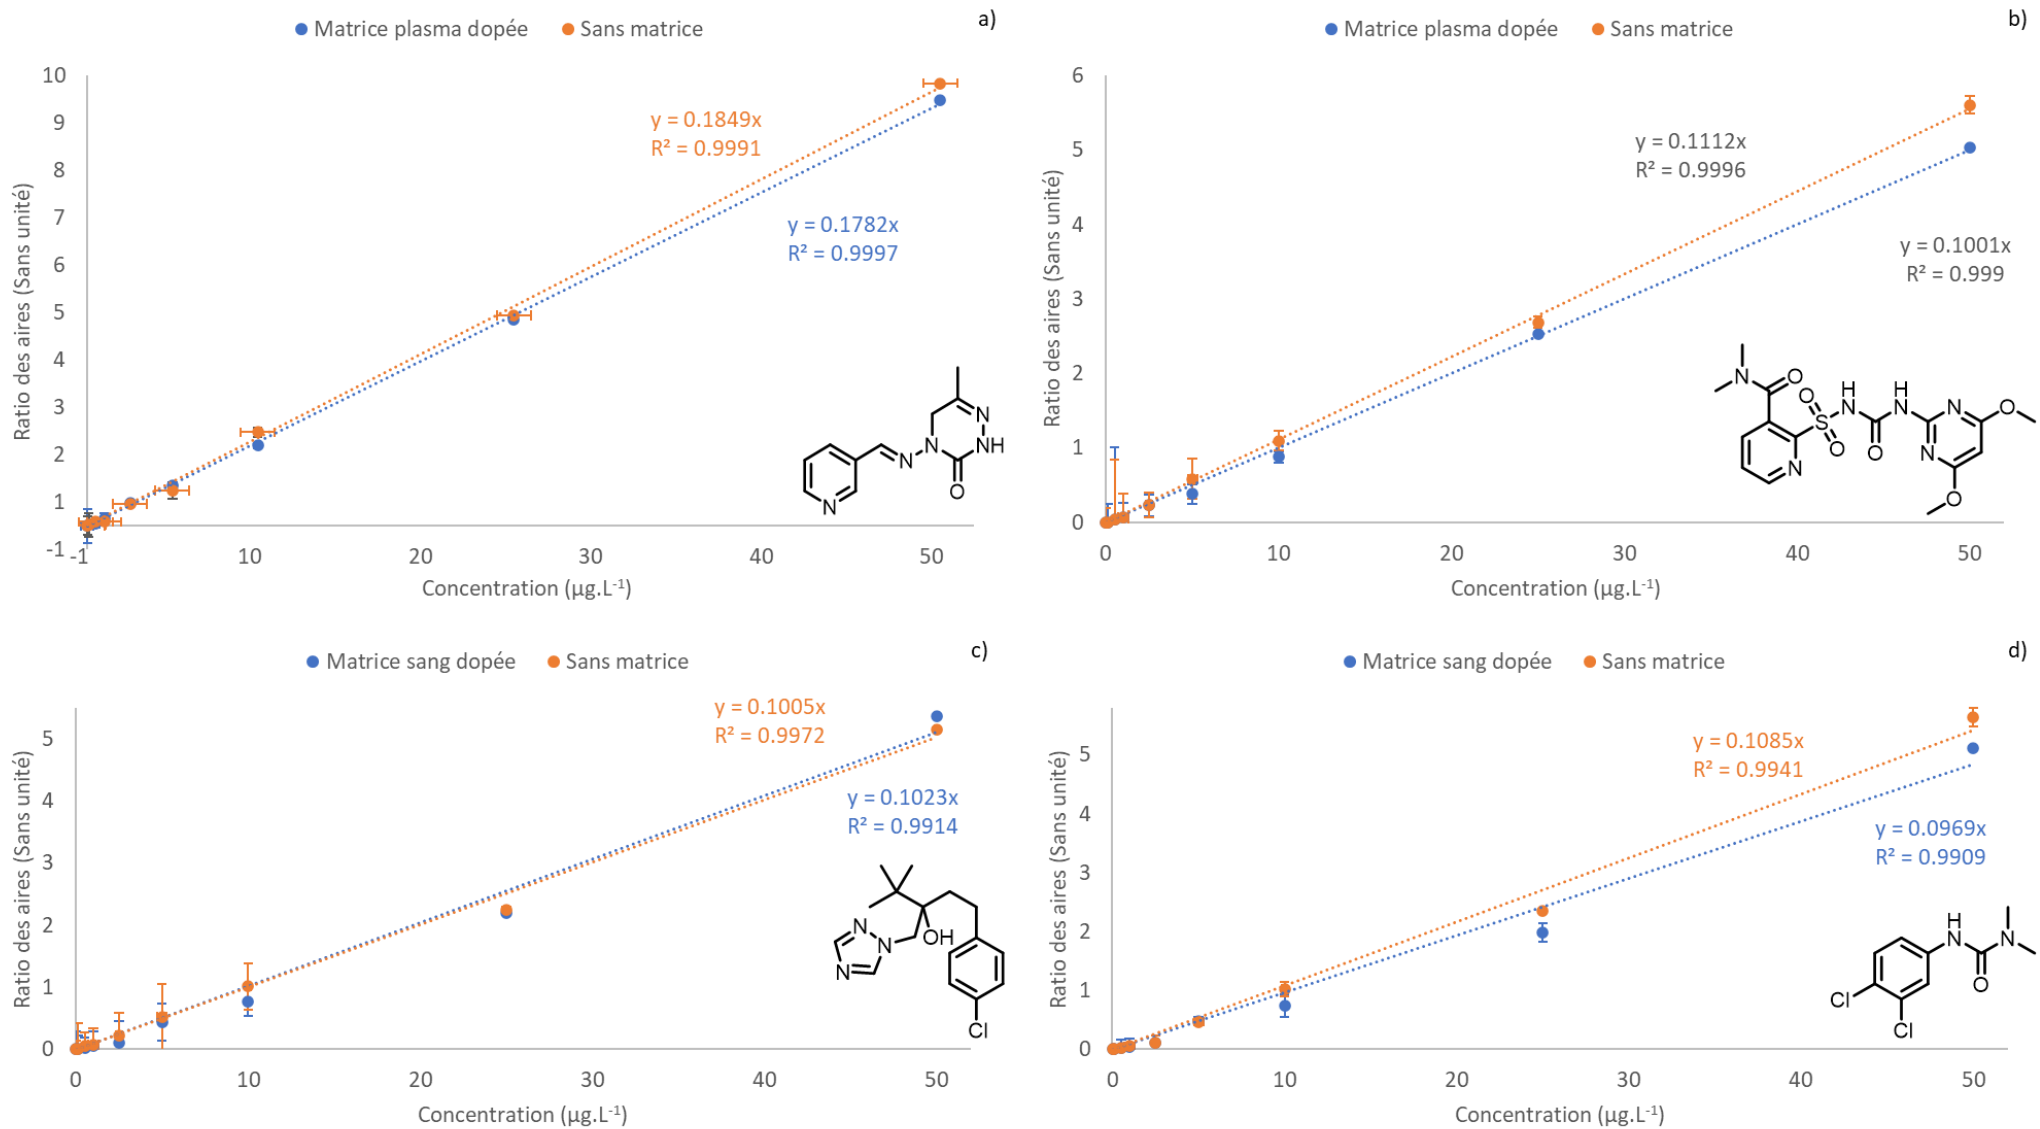 a)
Matrice plasma dopée Sans matrice
Ratio des aires (Sans unité)
10
9
8
7
6
5
4
3
2
1
-1
y = 0.1849x
R² = 0.9991
y = 0.1782x
R² = 0.9997
N
N
N
N
NH
O
-1 10 20 30 40 50
Concentration (µg.L⁻¹)
b)
Matrice plasma dopée Sans matrice
Ratio des aires (Sans unité)
6
5
4
3
2
1
0
y = 0.1112x
R² = 0.9996
y = 0.1001x
R² = 0.999
N
O
O
S
O
N
H
N
O
H
N
N
N
O
O
0 10 20 30 40 50
Concentration (µg.L⁻¹)
c)
Matrice sang dopée Sans matrice
Ratio des aires (Sans unité)
5
4
3
2
1
0
y = 0.1005x
R² = 0.9972
y = 0.1023x
R² = 0.9914
N
N
N
OH
Cl
0 10 20 30 40 50
Concentration (µg.L⁻¹)
d)
Matrice sang dopée Sans matrice
Ratio des aires (Sans unité)
5
4
3
2
1
0
y = 0.1085x
R² = 0.9941
y = 0.0969x
R² = 0.9909
H
N
N
O
Cl
Cl
0 10 20 30 40 50
Concentration (µg.L⁻¹)